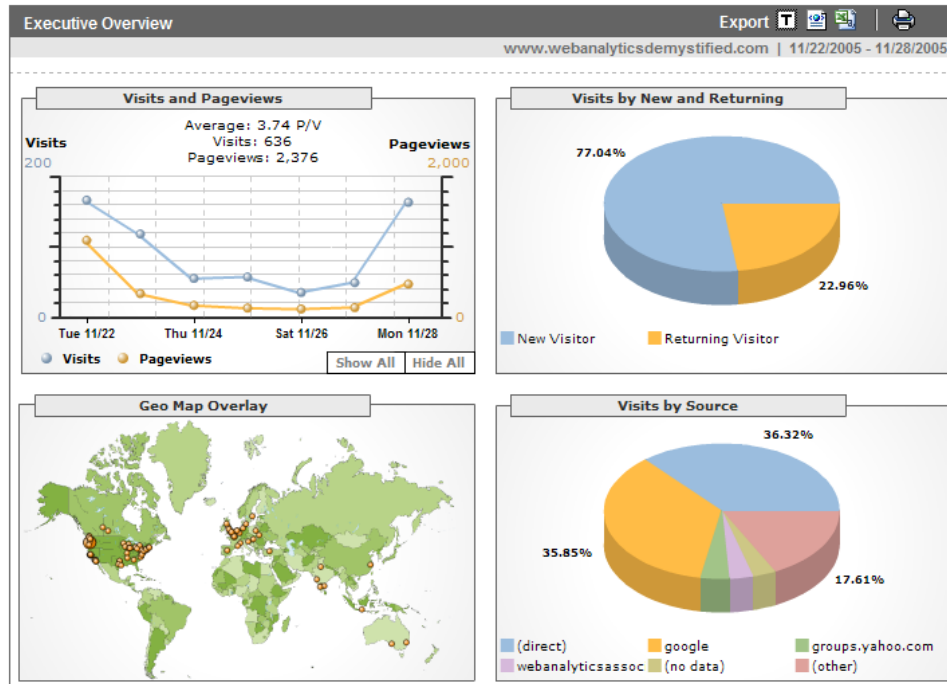 Executive Overview
Export T
www.webanalyticsdemystified.com | 11/22/2005 - 11/28/2005
Visits and Pageviews
Average: 3.74 P/V
Visits: 636
Pageviews: 2,376
Visits
Pageviews
200
2,000
0
0
Tue 11/22
Thu 11/24
Sat 11/26
Mon 11/28
Visits
Pageviews
Show All
Hide All
Visits by New and Returning
77.04%
22.96%
New Visitor
Returning Visitor
Geo Map Overlay
Visits by Source
36.32%
35.85%
17.61%
(direct)
google
groups.yahoo.com
webanalyticsassoc
(no data)
(other)